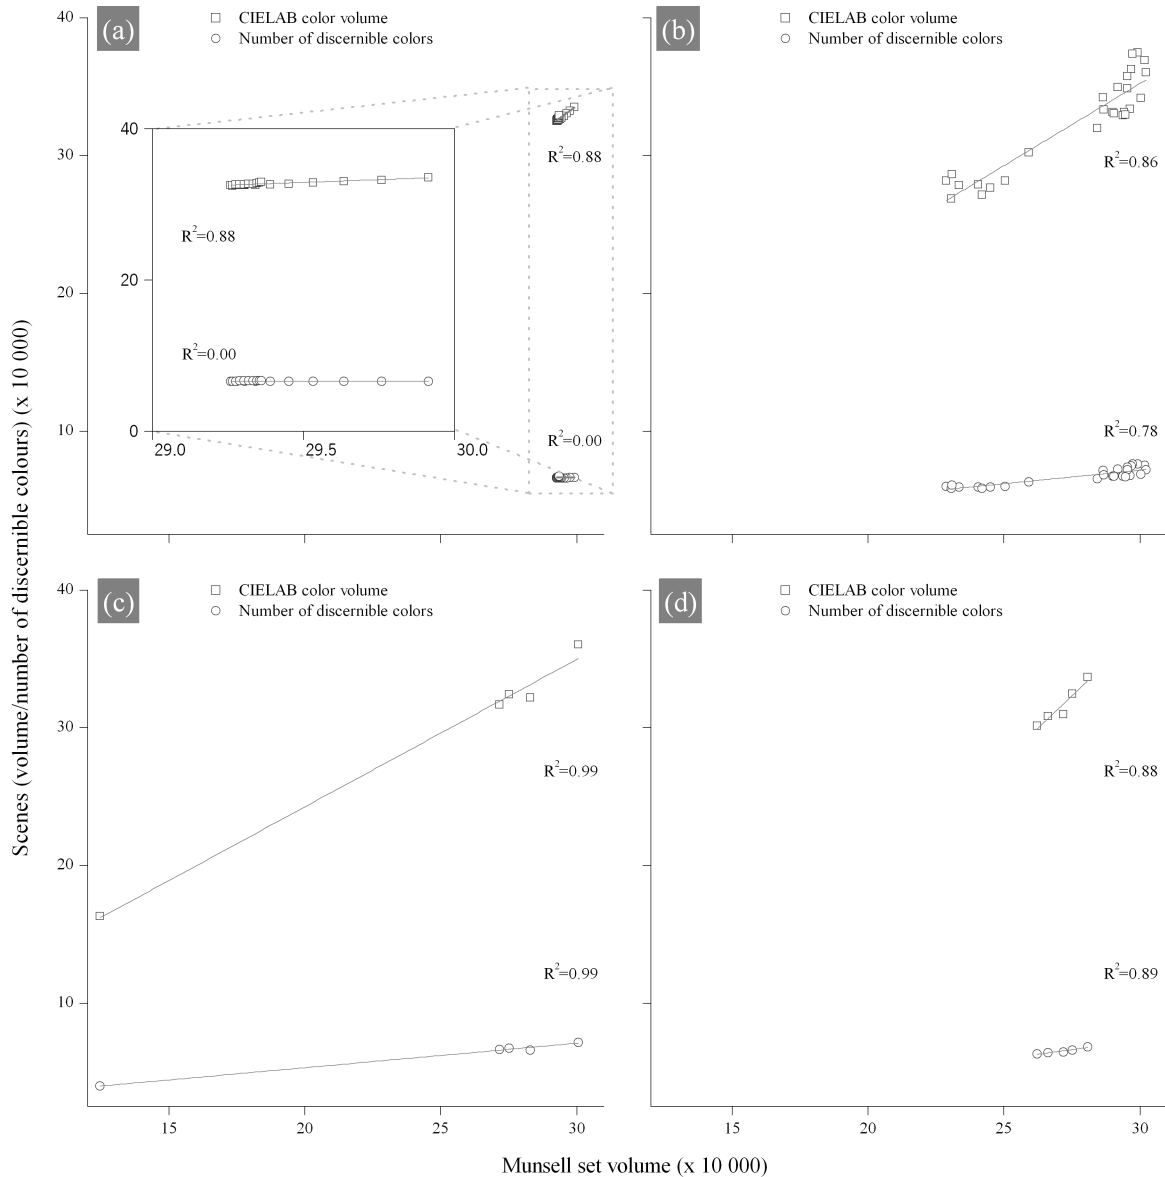 (a)
CIELAB color volume
Number of discernible colors
40
30
20
10
R²=0.88
R²=0.00
40
20
0
29.0
29.5
30.0
R²=0.88
R²=0.00
(b)
CIELAB color volume
Number of discernible colors
R²=0.86
R²=0.78
(c)
CIELAB color volume
Number of discernible colors
40
30
20
10
R²=0.99
R²=0.99
15
20
25
30
(d)
CIELAB color volume
Number of discernible colors
R²=0.88
R²=0.89
15
20
25
30
Scenes (volume/number of discernible colours) (x 10 000)
Munsell set volume (x 10 000)